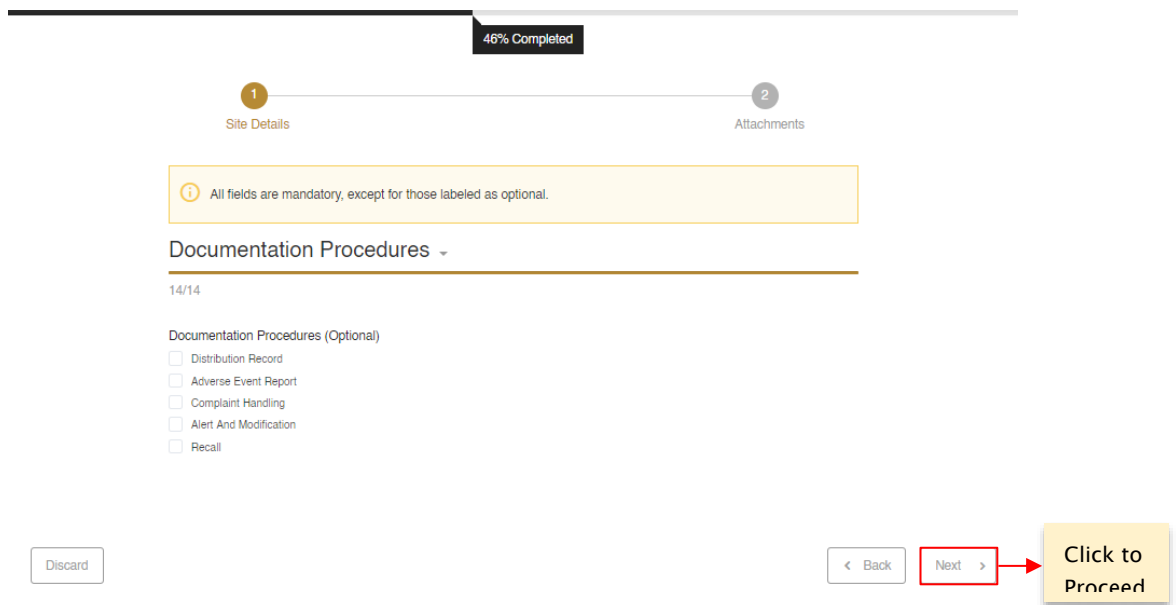 46% Completed
1
2
Site Details
Attachments
All fields are mandatory, except for those labeled as optional.
Documentation Procedures
14/14
Documentation Procedures (Optional)
Distribution Record
Adverse Event Report
Complaint Handling
Alert And Modification
Recall
Discard
Back
Next
Click to
Proceed